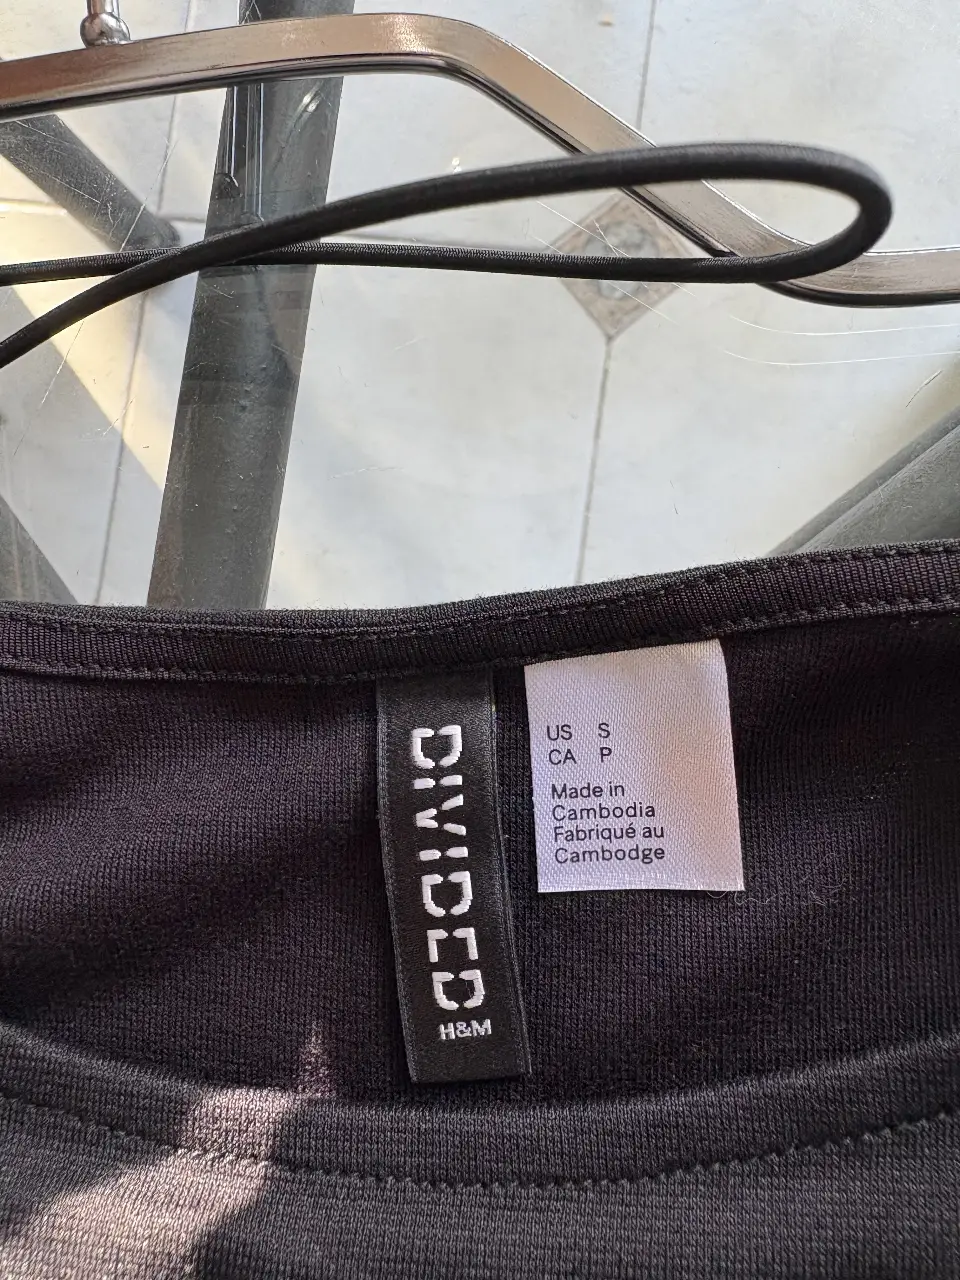 DIVIDED
H&M
US S
CA P
Made in
Cambodia
Fabriqué au
Cambodge